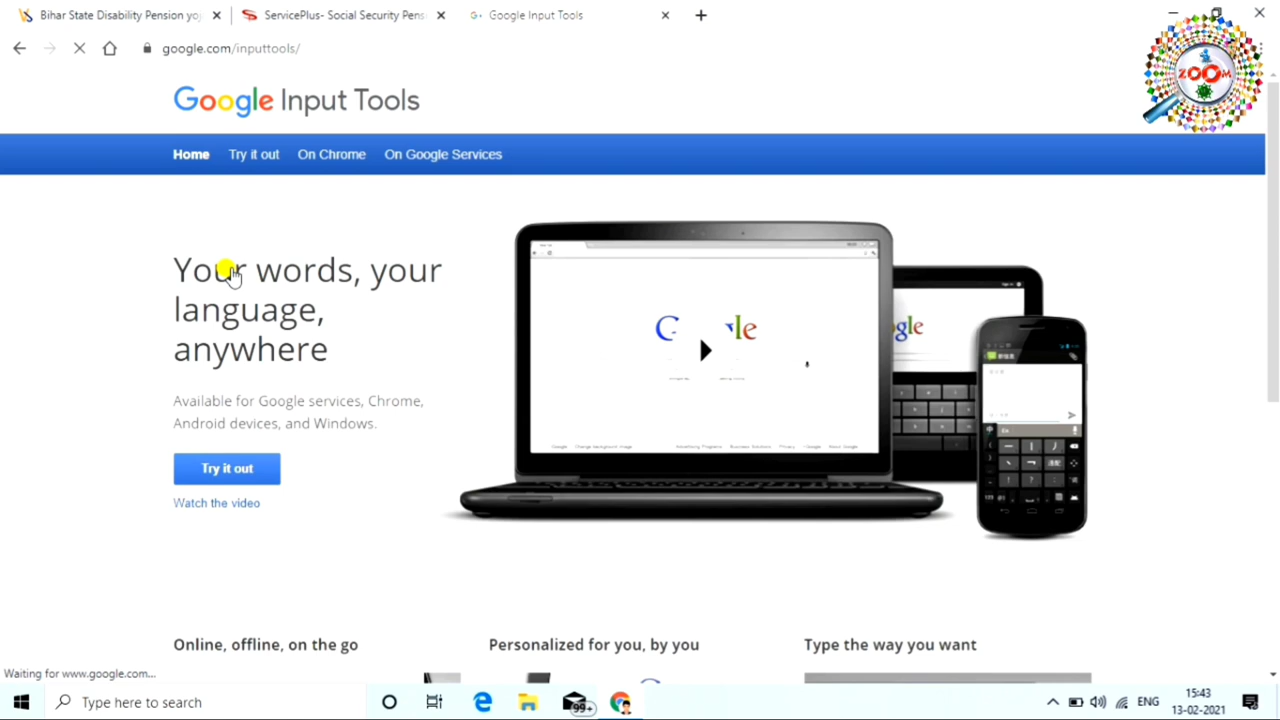 Bihar State Disability Pension yo
ServicePlus- Social Security Pens
Google Input Tools
google.com/inputtools/
ZOOM
Google Input Tools
Home
Try it out
On Chrome
On Google Services
Your words, your
language,
anywhere
Available for Google services, Chrome,
Android devices, and Windows.
Try it out
Watch the video
Online, offline, on the go
Personalized for you, by you
Type the way you want
Waiting for www.google.com...
Type here to search
99+
ENG
15:43
13-02-2021